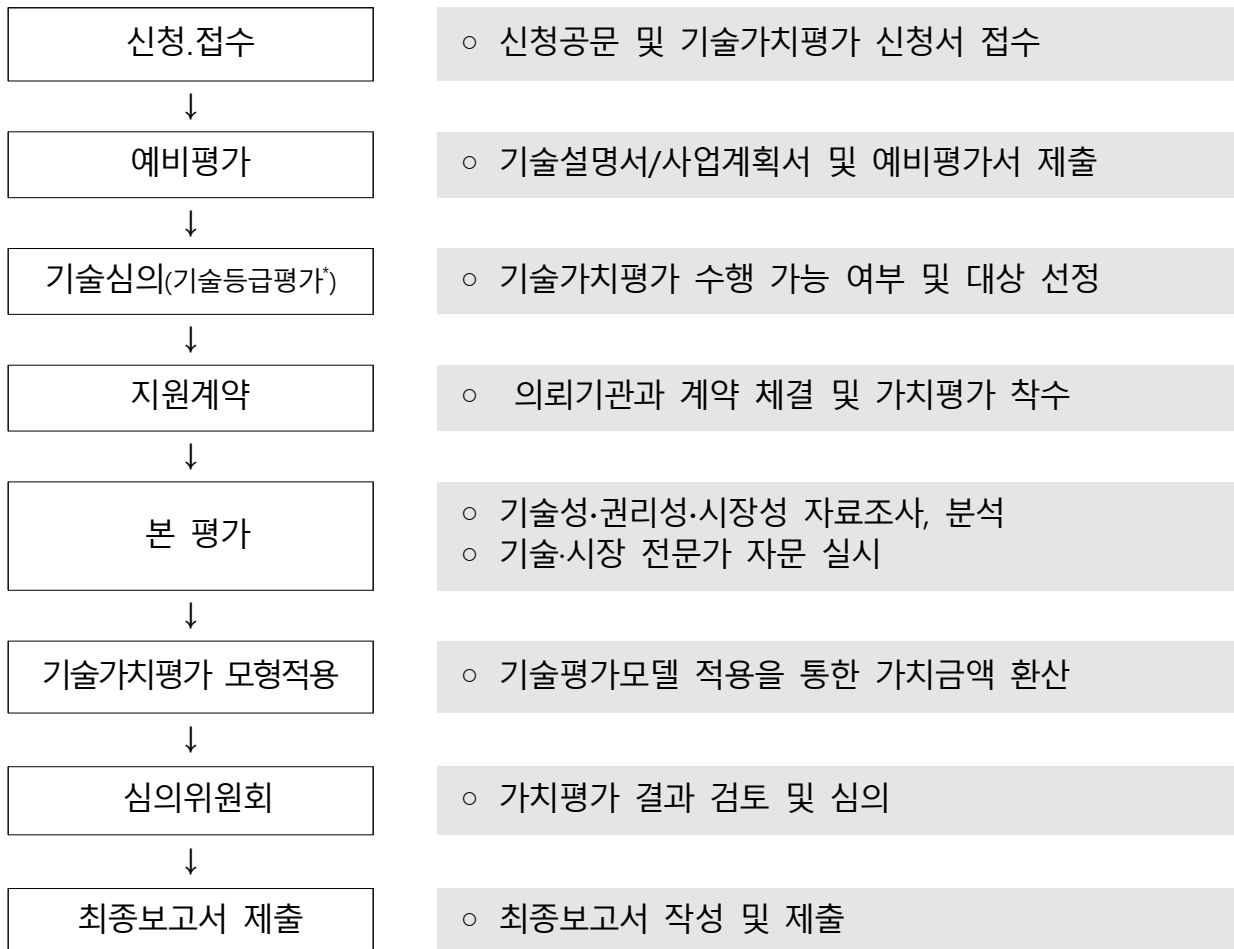 신청.접수
○ 신청공문 및 기술가치평가 신청서 접수
↓
예비평가
○ 기술설명서/사업계획서 및 예비평가서 제출
↓
기술심의(기술등급평가*)
○ 기술가치평가 수행 가능 여부 및 대상 선정
↓
지원계약
○ 의뢰기관과 계약 체결 및 가치평가 착수
↓
본 평가
○ 기술성·권리성·시장성 자료조사, 분석
○ 기술·시장 전문가 자문 실시
↓
기술가치평가 모형적용
○ 기술평가모델 적용을 통한 가치금액 환산
↓
심의위원회
○ 가치평가 결과 검토 및 심의
↓
최종보고서 제출
○ 최종보고서 작성 및 제출